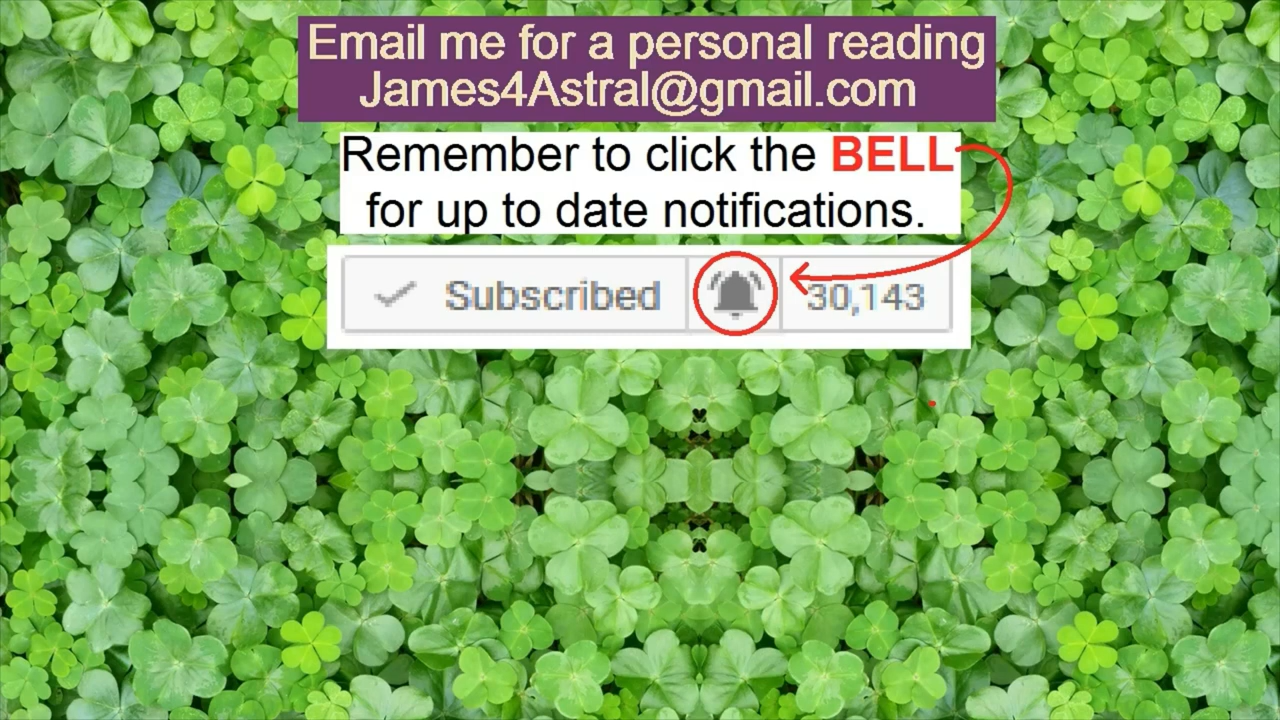 Email me for a personal reading
James4Astral@gmail.com
Remember to click the BELL
for up to date notifications.
Subscribed 30,143